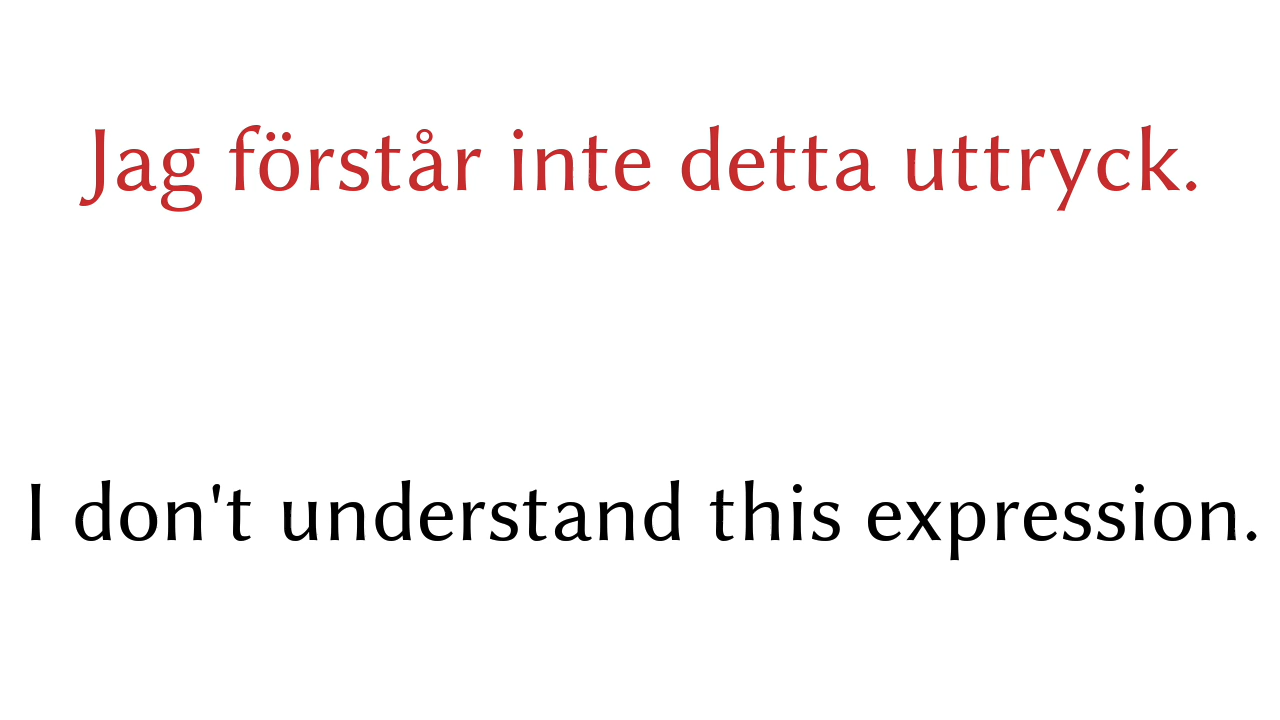 Jag förstår inte detta uttryck.
I don't understand this expression.